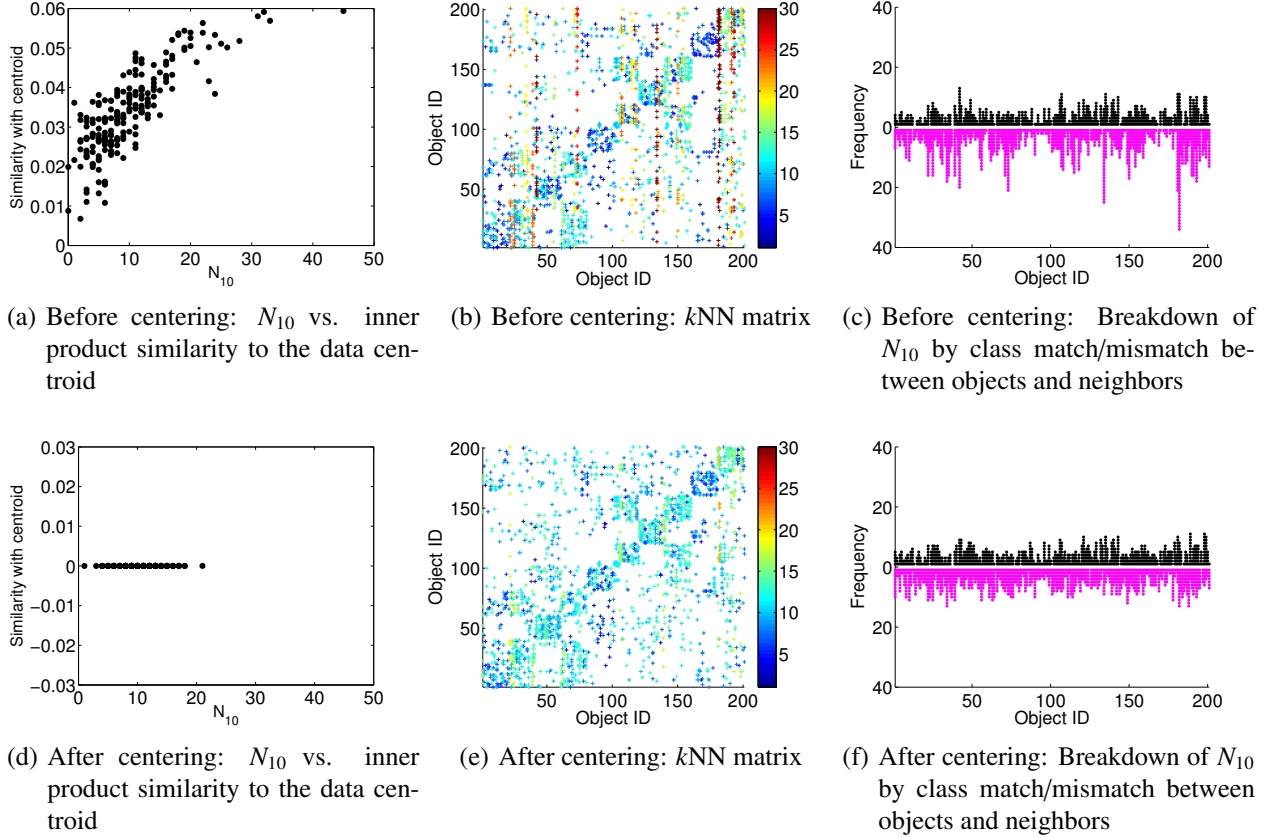 0.06
0.05
0.04
0.03
0.02
0.01
0
0 10 20 30 40 50
Similarity with centroid
N10
200
150
100
50
50 100 150 200
Object ID
Object ID
30
25
20
15
10
5
40
20
0
20
40
50 100 150 200
Frequency
Object ID
(a) Before centering: N10 vs. inner
product similarity to the data cen-
troid
(b) Before centering: kNN matrix
(c) Before centering: Breakdown of
N10 by class match/mismatch be-
tween objects and neighbors
0.03
0.02
0.01
0
−0.01
−0.02
−0.03
0 10 20 30 40 50
Similarity with centroid
N10
200
150
100
50
50 100 150 200
Object ID
Object ID
30
25
20
15
10
5
40
20
0
20
40
50 100 150 200
Frequency
Object ID
(d) After centering: N10 vs. inner
product similarity to the data cen-
troid
(e) After centering: kNN matrix
(f) After centering: Breakdown of N10
by class match/mismatch between
objects and neighbors